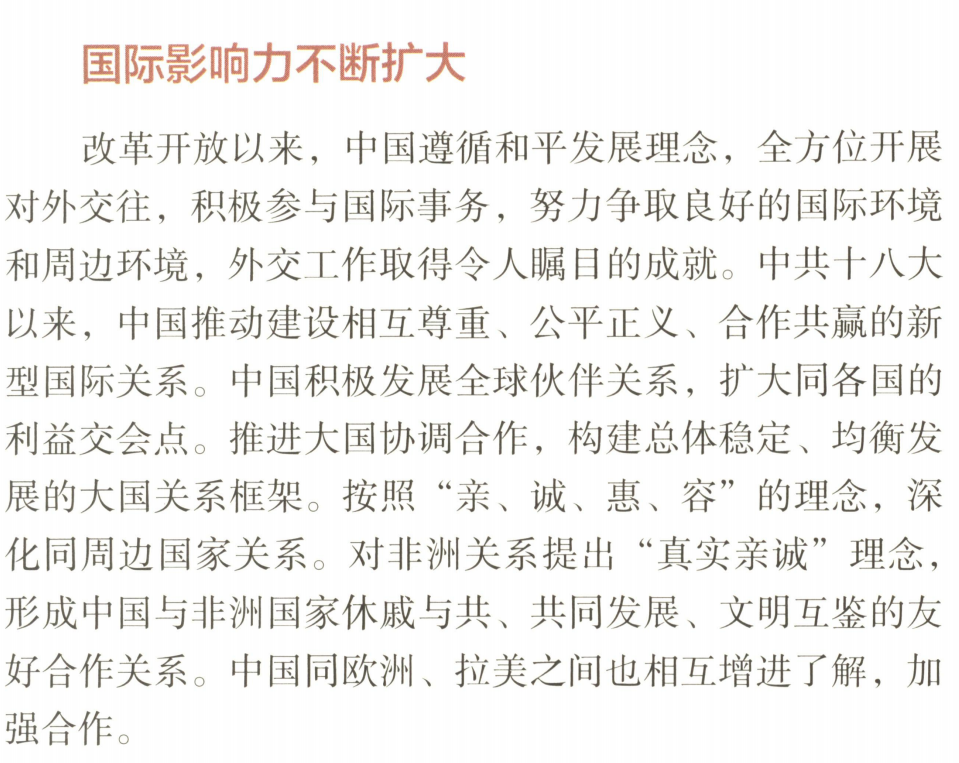 国际影响力不断扩大
改革开放以来，中国遵循和平发展理念，全方位开展
对外交往，积极参与国际事务，努力争取良好的国际环境
和周边环境，外交工作取得令人瞩目的成就。中共十八大
以来，中国推动建设相互尊重、公平正义、合作共赢的新
型国际关系。中国积极发展全球伙伴关系，扩大同各国的
利益交会点。推进大国协调合作，构建总体稳定、均衡发
展的大国关系框架。按照“亲、诚、惠、容”的理念，深
化同周边国家关系。对非洲关系提出“真实亲诚”理念，
形成中国与非洲国家休戚与共、共同发展、文明互鉴的友
好合作关系。中国同欧洲、拉美之间也相互增进了解，加
强合作。